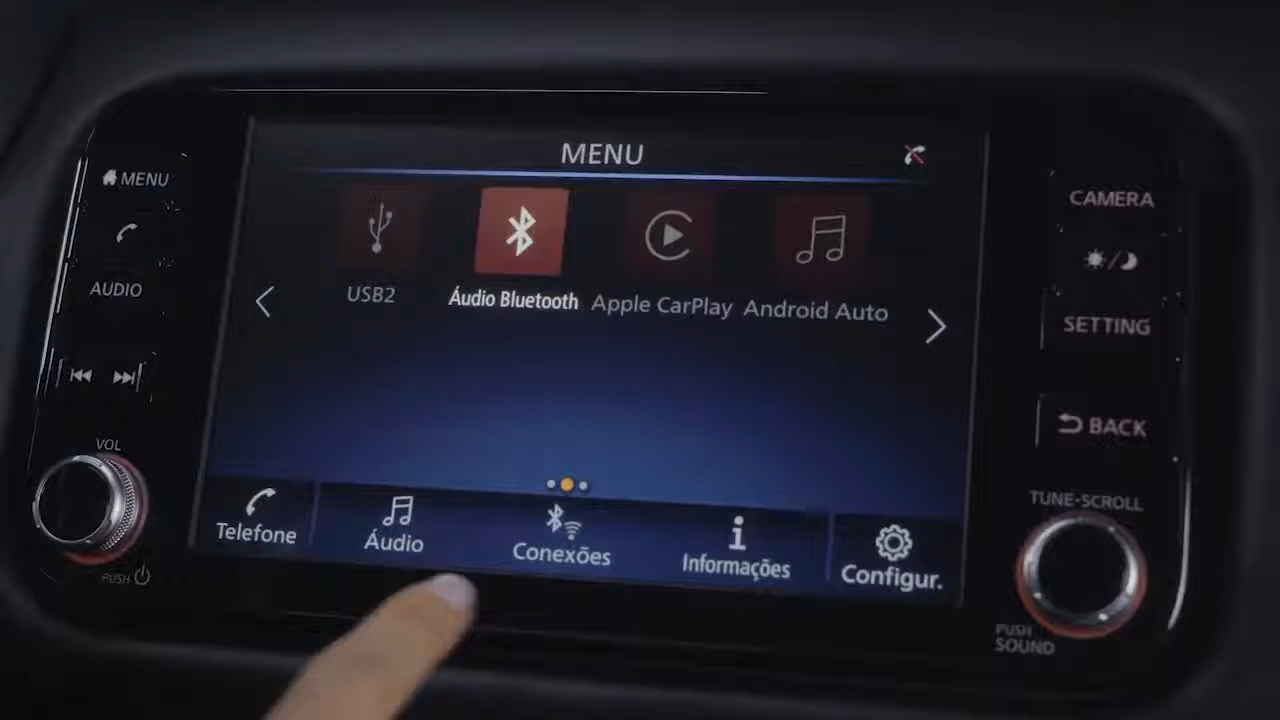 MENU
MENU
AUDIO
VOL
PUSH
USB2
Áudio Bluetooth
Apple CarPlay
Android Auto
Telefone
Áudio
Conexões
Informações
Configur.
CAMERA
SETTING
BACK
TUNE-SCROLL
PUSH
SOUND